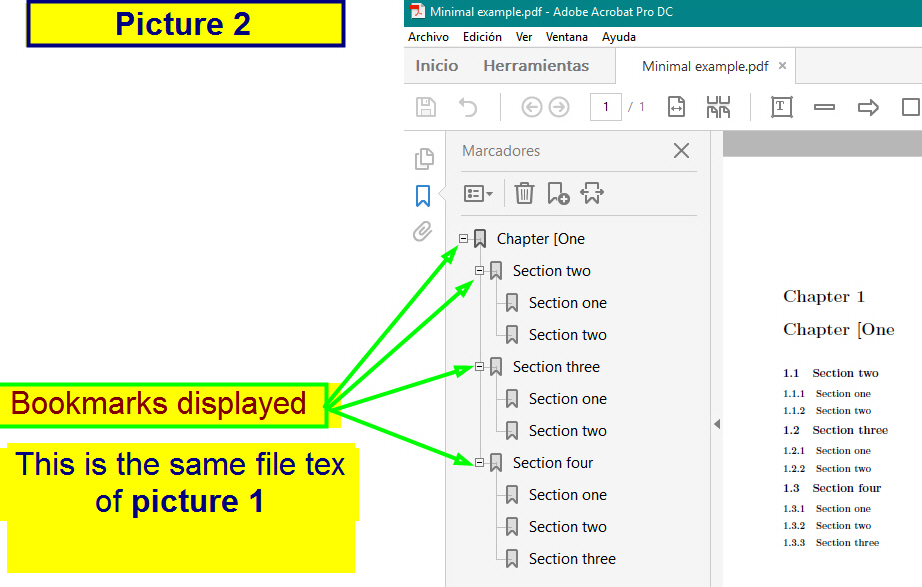 Picture 2
Minimal example.pdf - Adobe Acrobat Pro DC
Archivo Edición Ver Ventana Ayuda
Inicio Herramientas Minimal example.pdf ×
1 / 1
T
Marcadores
Chapter [One
Section two
Section one
Section two
Section three
Section one
Section two
Section four
Section one
Section two
Section three
Bookmarks displayed
This is the same file tex
of picture 1
Chapter 1
Chapter [One
1.1 Section two
1.1.1 Section one
1.1.2 Section two
1.2 Section three
1.2.1 Section one
1.2.2 Section two
1.3 Section four
1.3.1 Section one
1.3.2 Section two
1.3.3 Section three